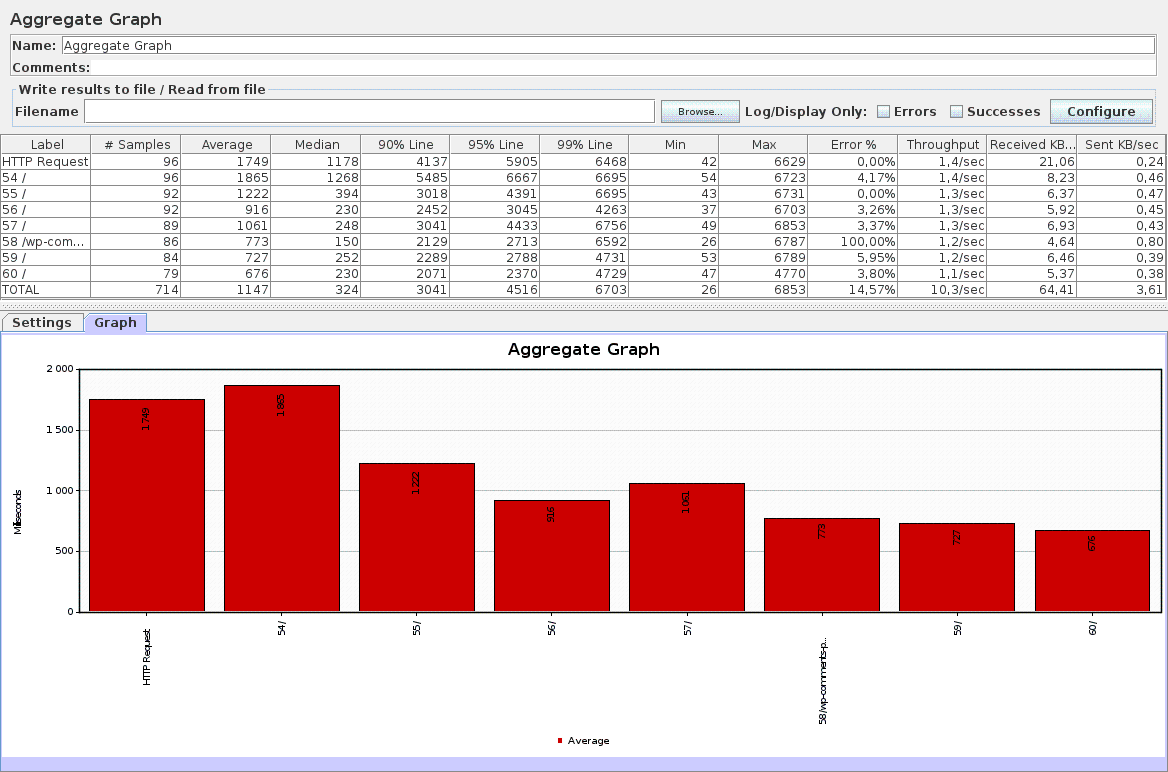 Aggregate Graph
Name: Aggregate Graph
Comments:
Write results to file / Read from file
Filename Browse... Log/Display Only: Errors Successes Configure
Label # Samples Average Median 90% Line 95% Line 99% Line Min Max Error % Throughput Received KB... Sent KB/sec
HTTP Request 96 1749 1178 4137 5905 6468 42 6629 0,00% 1,4/sec 21,06 0,24
54 / 96 1865 1268 5485 6667 6695 54 6723 4,17% 1,4/sec 8,23 0,46
55 / 92 1222 394 3018 4391 6695 43 6731 0,00% 1,3/sec 6,37 0,47
56 / 92 916 230 2452 3045 4263 37 6703 3,26% 1,3/sec 5,92 0,45
57 / 89 1061 248 3041 4433 6756 49 6853 3,37% 1,3/sec 6,93 0,43
58 /wp-com... 86 773 150 2129 2713 6592 26 6787 100,00% 1,2/sec 4,64 0,80
59 / 84 727 252 2289 2788 4731 53 6789 5,95% 1,2/sec 6,46 0,39
60 / 79 676 230 2071 2370 4729 47 4770 3,80% 1,1/sec 5,37 0,38
TOTAL 714 1147 324 3041 4516 6703 26 6853 14,57% 10,3/sec 64,41 3,61
Settings Graph
Aggregate Graph
2 000
1 500
1 000
500
0
Milliseconds
1 749
1 865
1 222
916
1 061
773
727
676
HTTP Request
54 /
55 /
56 /
57 /
58 /wp-comments-p...
59 /
60 /
Average